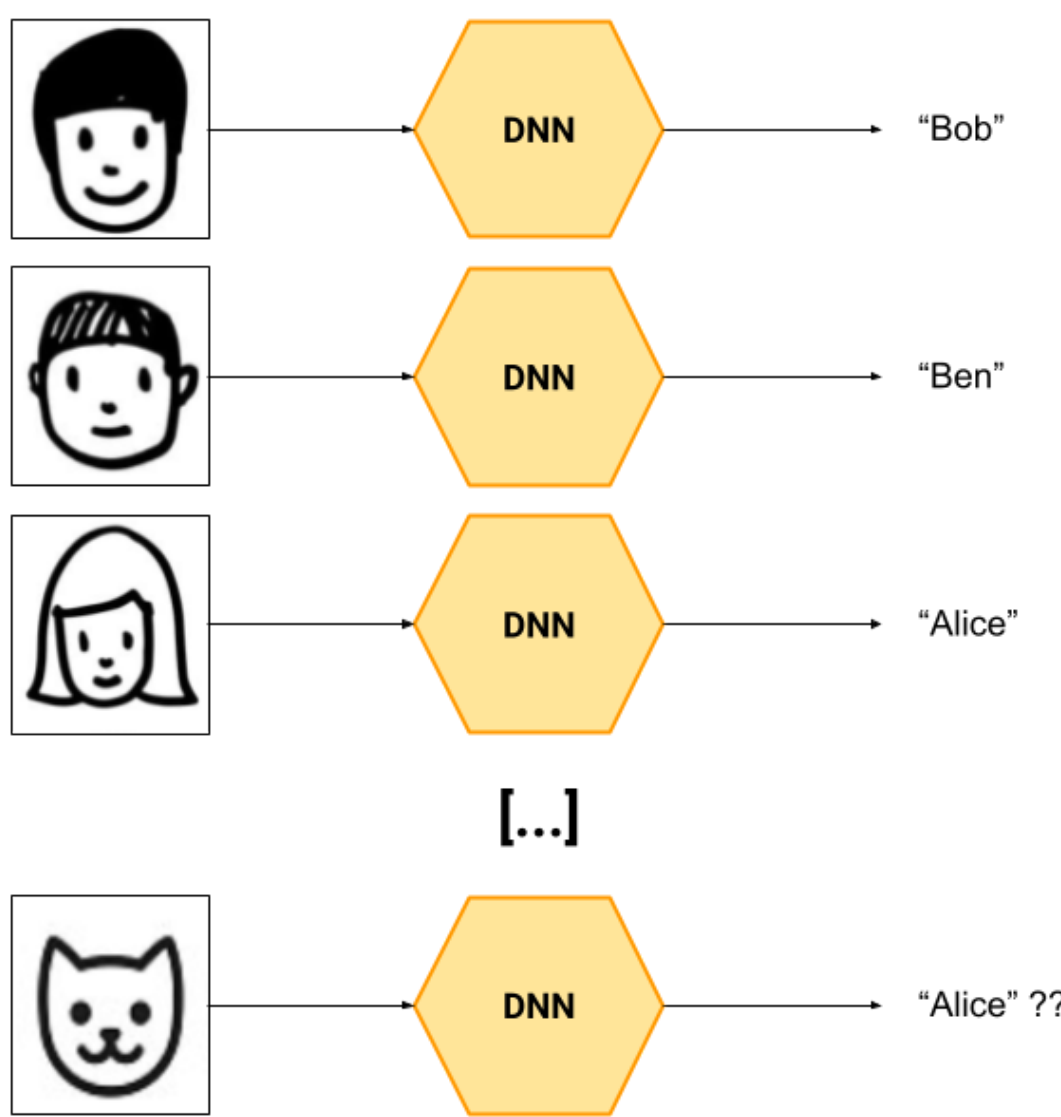 DNN
“Bob”
DNN
“Ben”
DNN
“Alice”
[...]
DNN
“Alice” ??